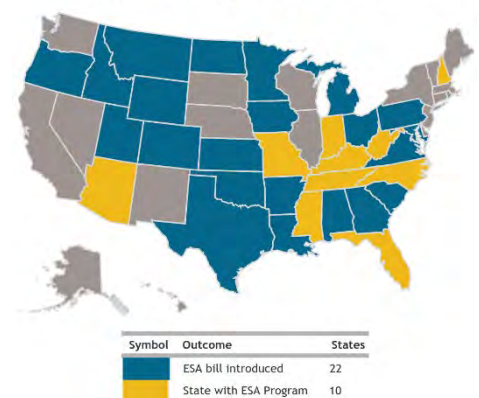 Symbol Outcome States
ESA bill introduced 22
State with ESA Program 10